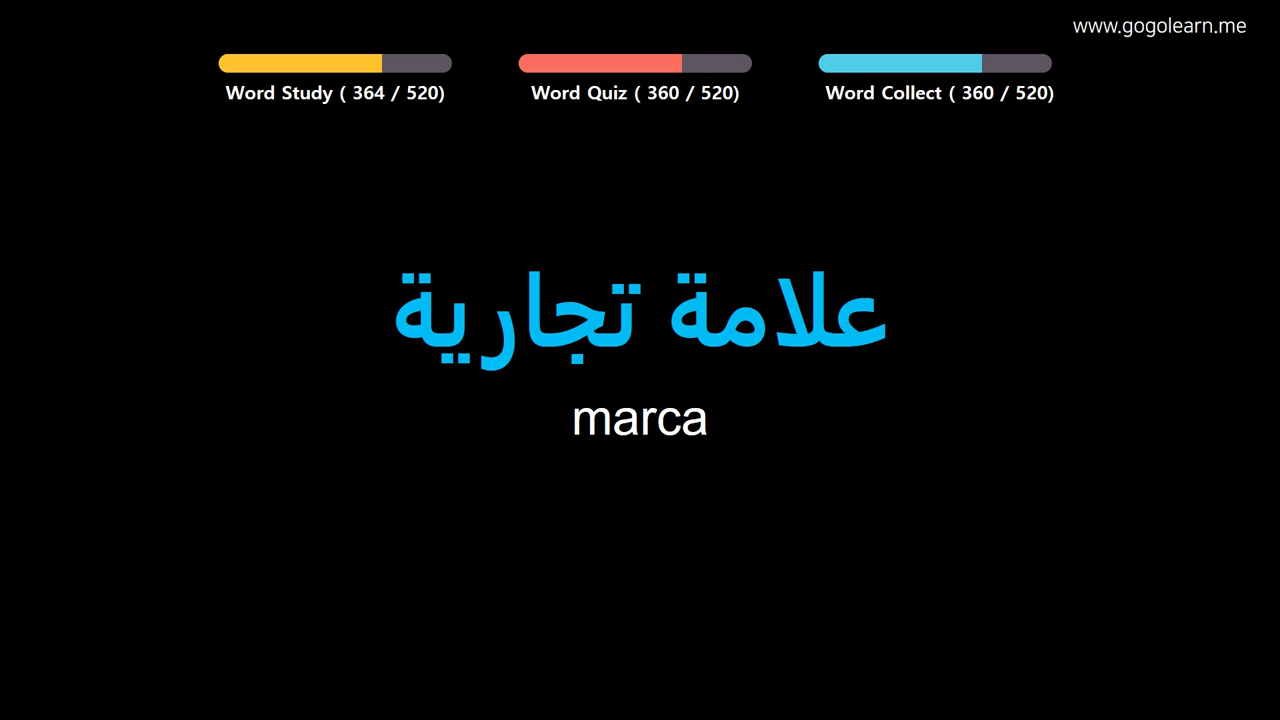 www.gogolearn.me
Word Study ( 364 / 520)
Word Quiz ( 360 / 520)
Word Collect ( 360 / 520)
علامة تجارية
marca